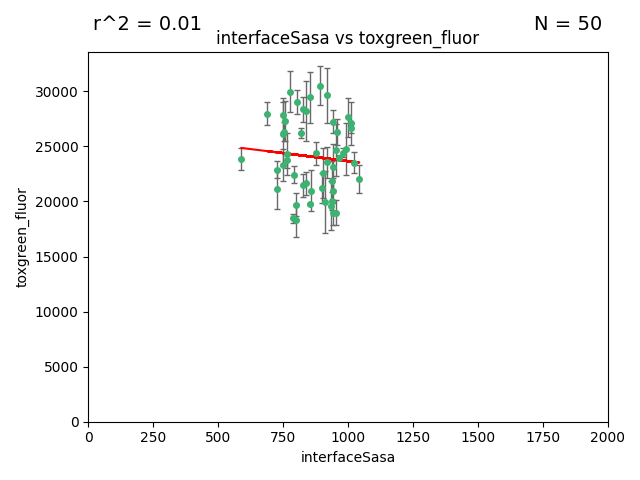 r^2 = 0.01
N = 50
interfaceSasa vs toxgreen_fluor
toxgreen_fluor
30000
25000
20000
15000
10000
5000
0
0 250 500 750 1000 1250 1500 1750 2000
interfaceSasa